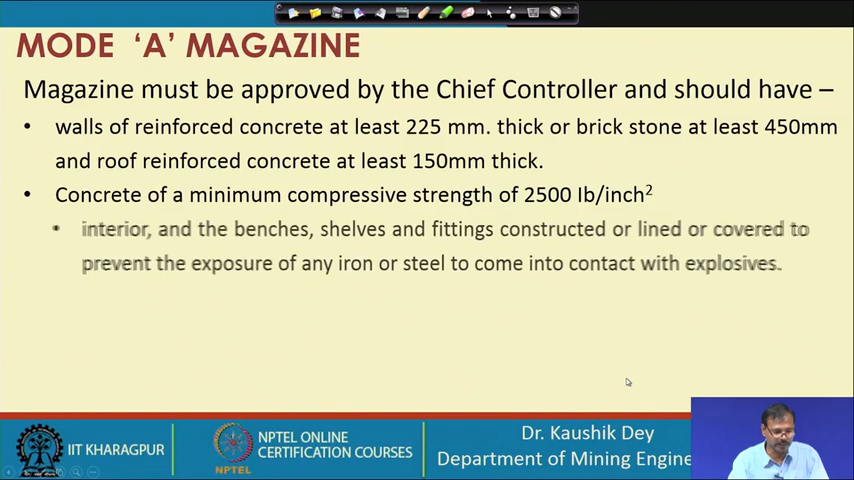 MODE ‘A’ MAGAZINE
Magazine must be approved by the Chief Controller and should have –
• walls of reinforced concrete at least 225 mm. thick or brick stone at least 450mm
and roof reinforced concrete at least 150mm thick.
• Concrete of a minimum compressive strength of 2500 Ib/inch²
• interior, and the benches, shelves and fittings constructed or lined or covered to
prevent the exposure of any iron or steel to come into contact with explosives.
IIT KHARAGPUR
NPTEL
NPTEL ONLINE
CERTIFICATION COURSES
Dr. Kaushik Dey
Department of Mining Engine